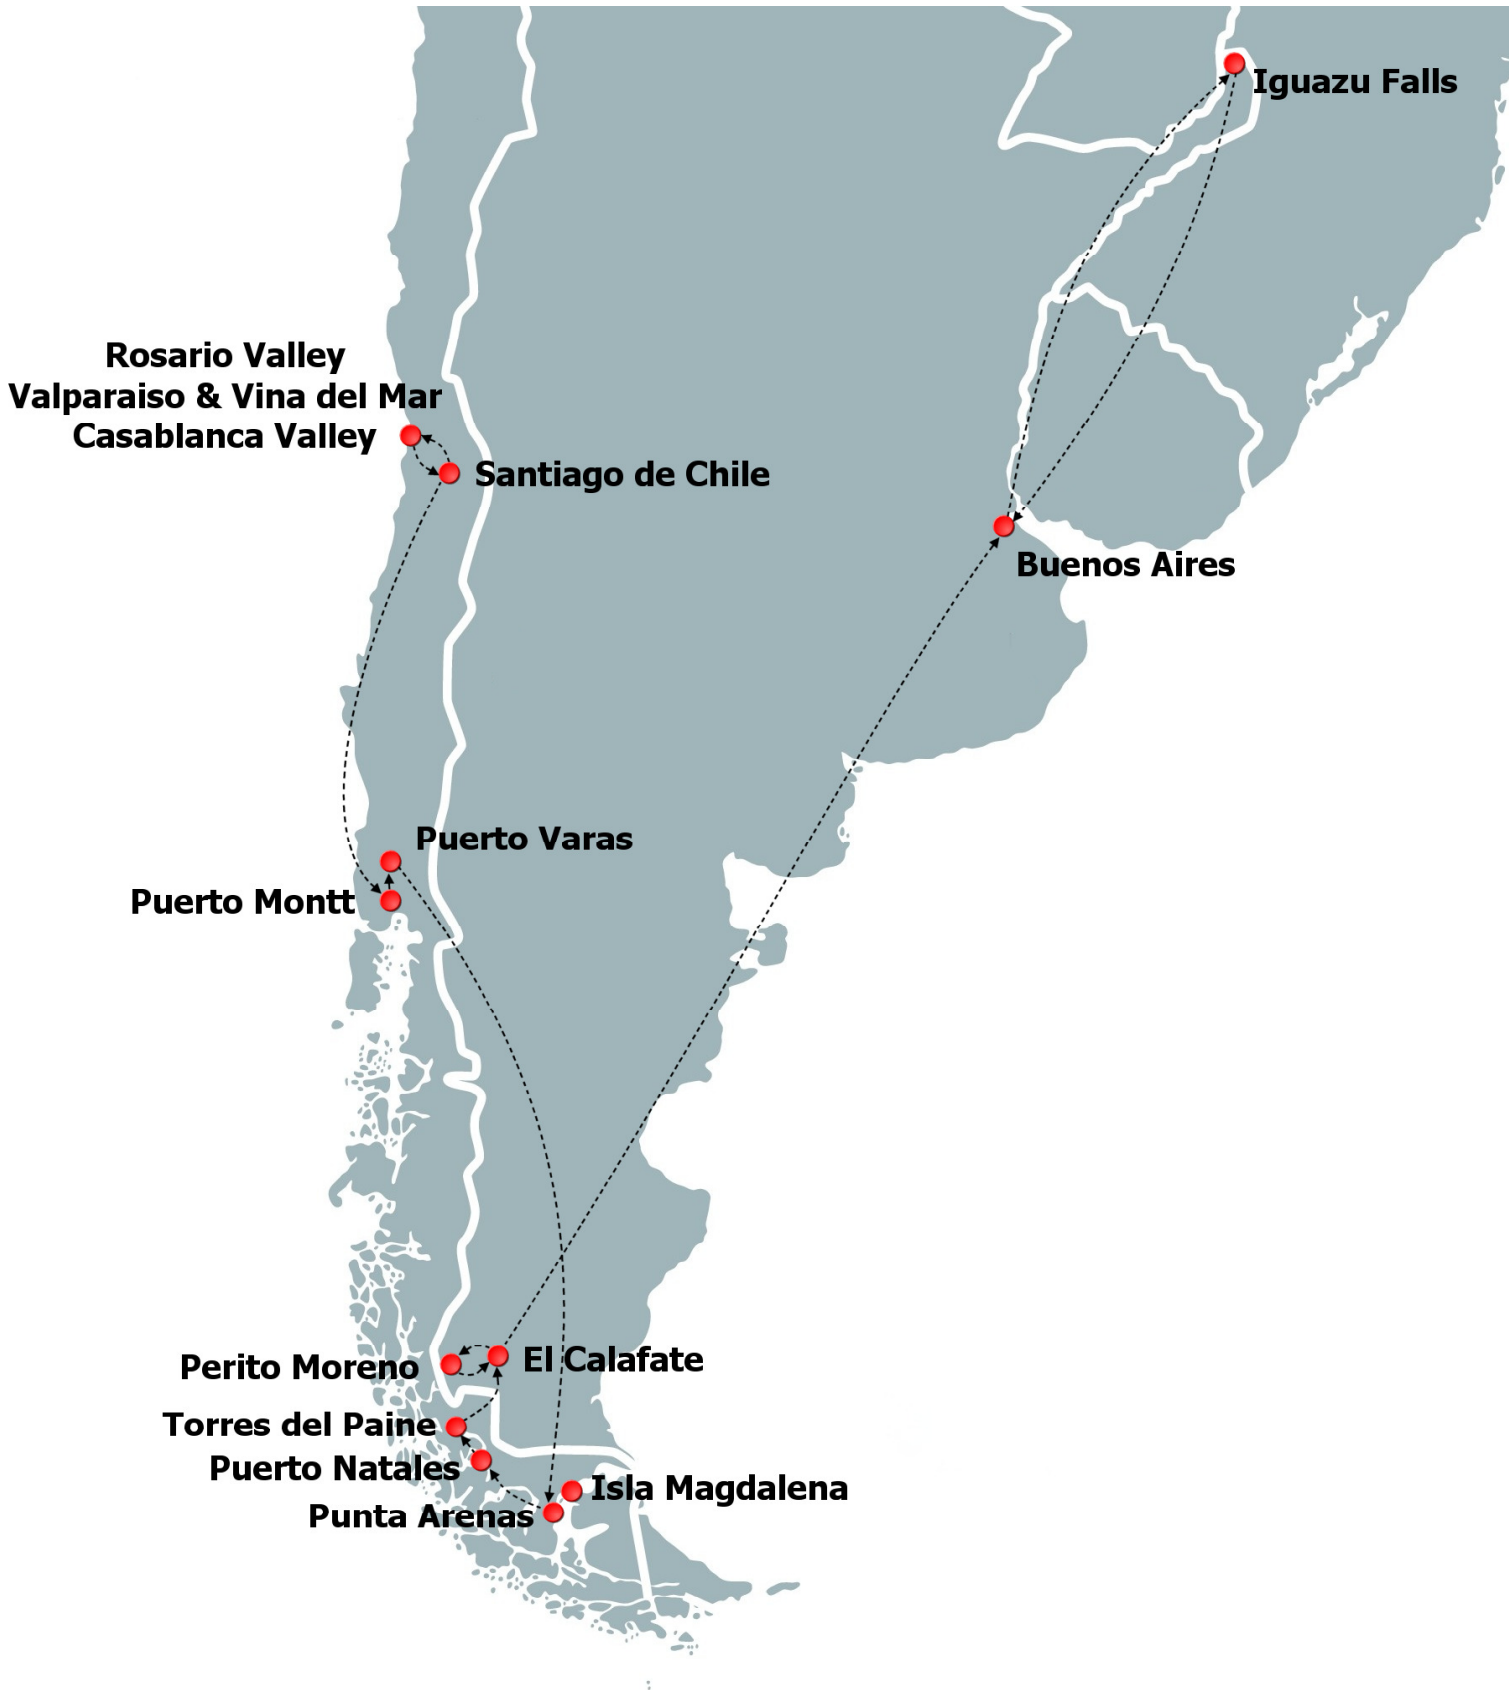 Iguazu Falls
Rosario Valley
Valparaiso & Vina del Mar
Casablanca Valley
Santiago de Chile
Buenos Aires
Puerto Varas
Puerto Montt
El Calafate
Perito Moreno
Torres del Paine
Puerto Natales
Isla Magdalena
Punta Arenas